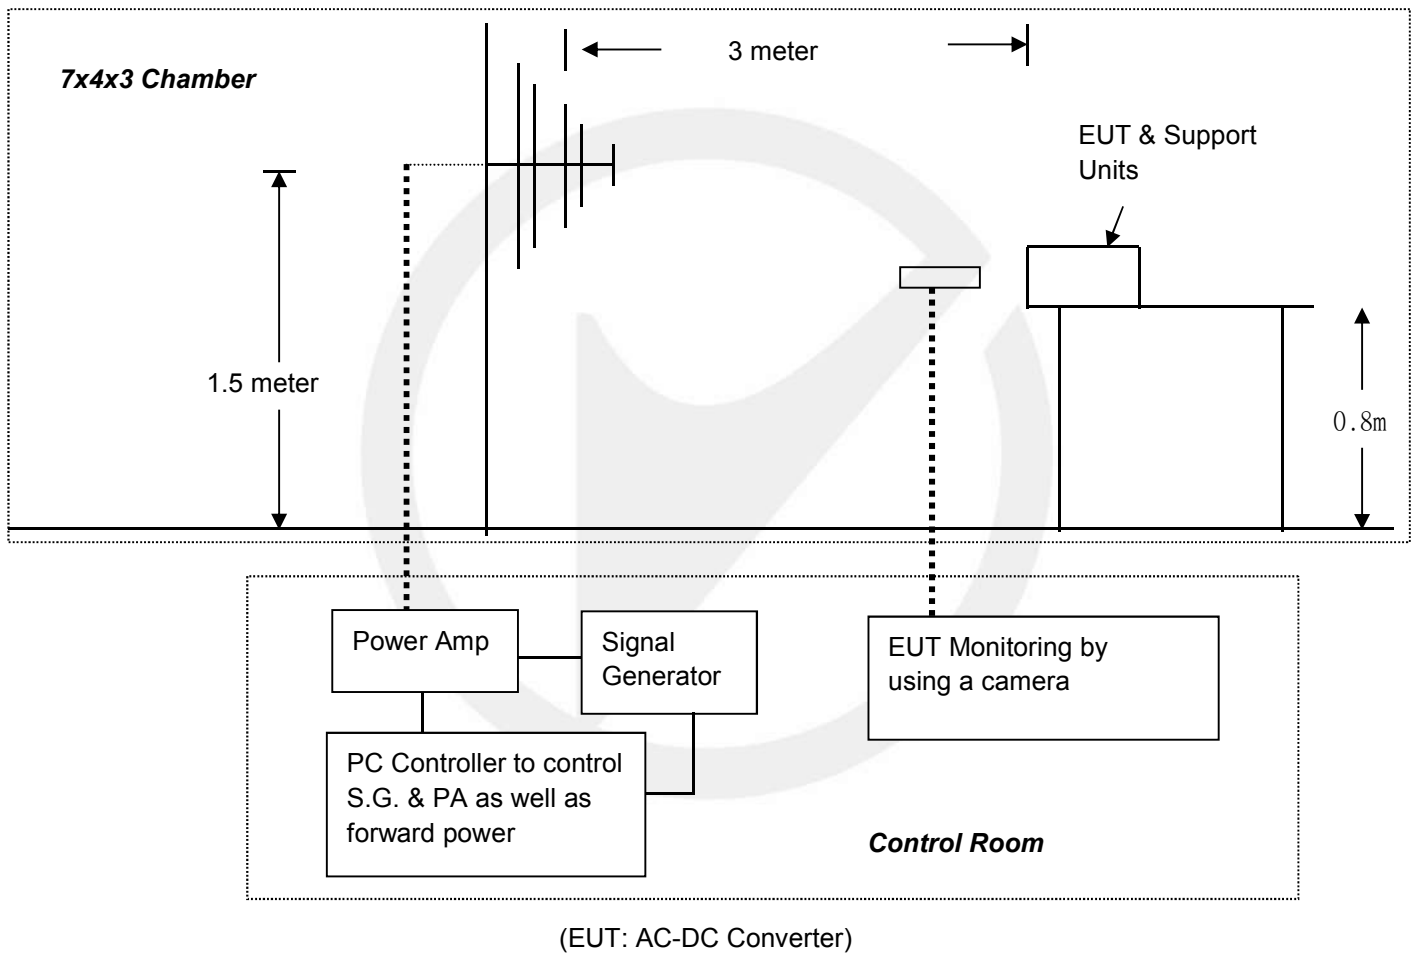 3 meter
7x4x3 Chamber
EUT & Support
Units
1.5 meter
0.8m
Power Amp
Signal
Generator
EUT Monitoring by
using a camera
PC Controller to control
S.G. & PA as well as
forward power
Control Room
(EUT: AC-DC Converter)